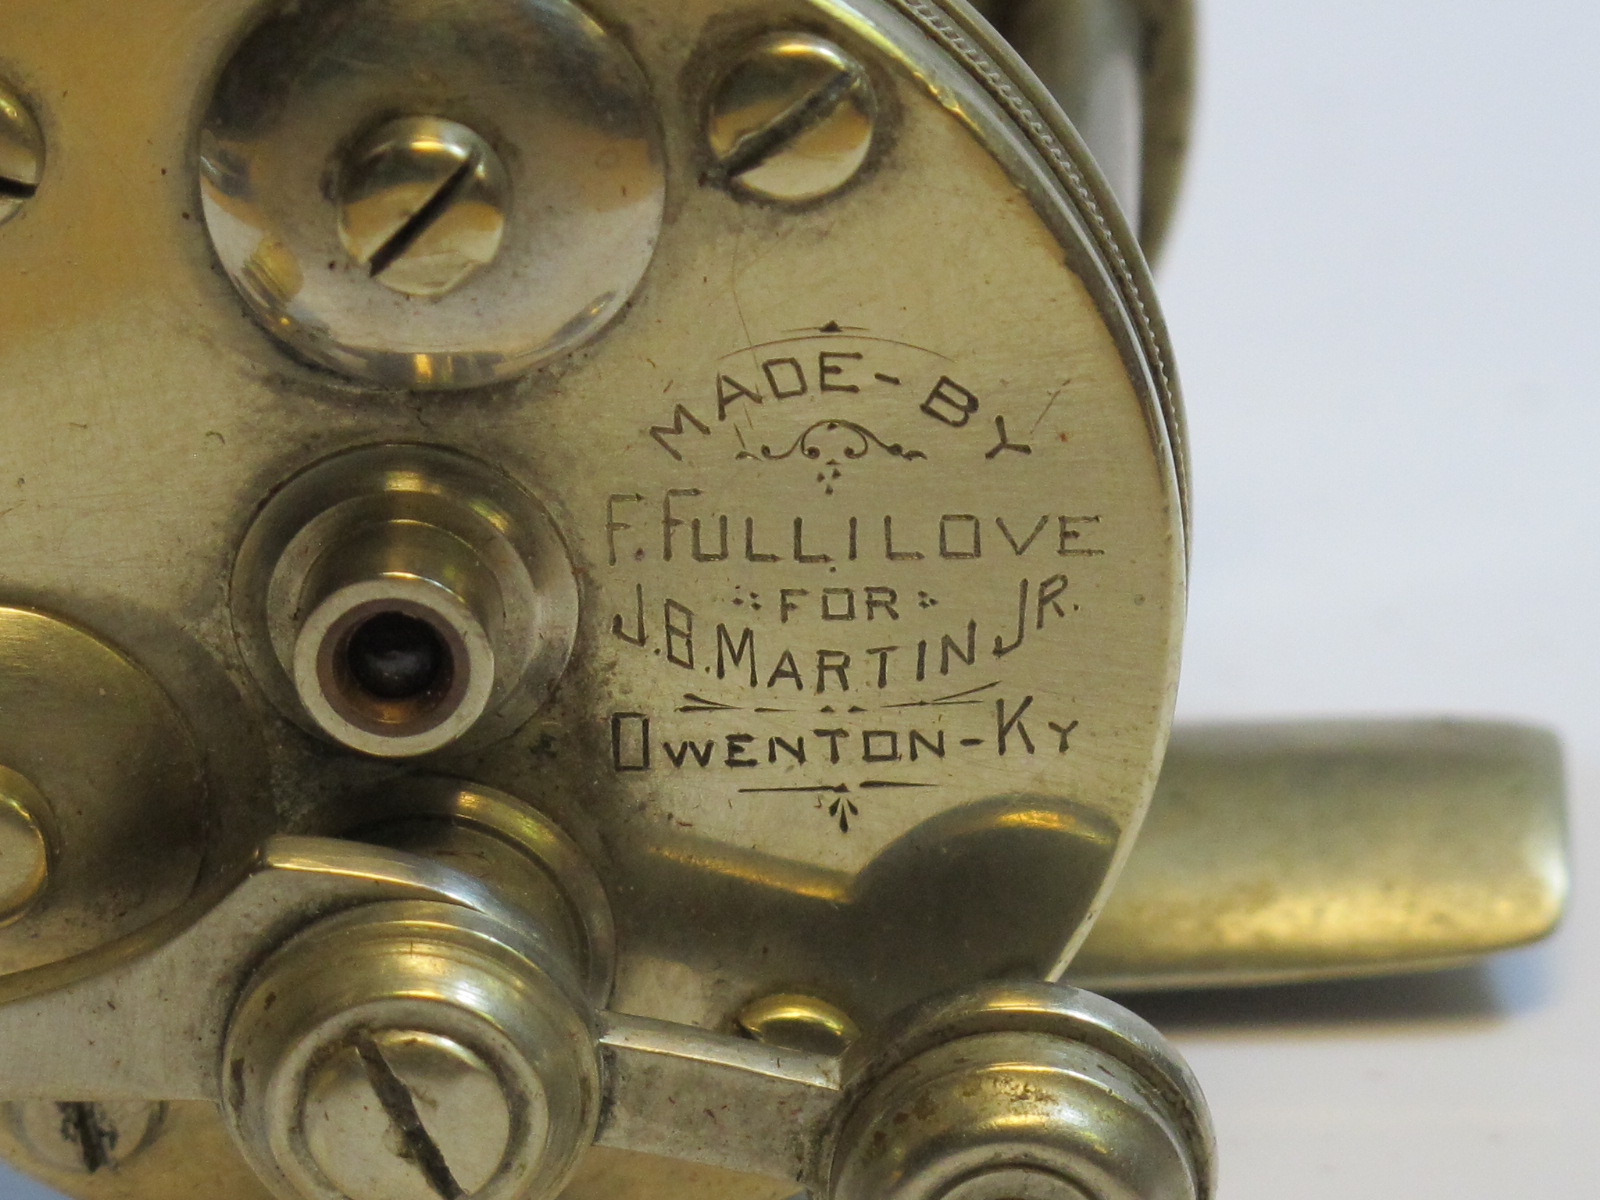 MADE-BY
F. FULLILOVE
FOR
J.B. MARTIN JR.
OWENTON-KY